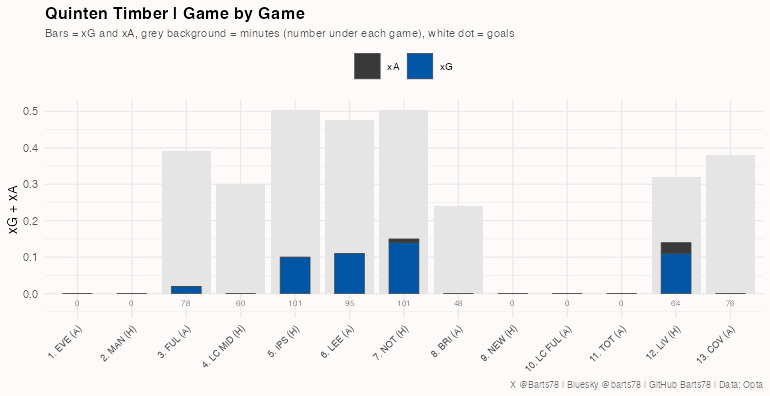 Quinten Timber | Game by Game
Bars = xG and xA, grey background = minutes (number under each game), white dot = goals
xA xG
xG + xA
0.5
0.4
0.3
0.2
0.1
0.0
0 0 78 60 101 95 101 48 0 0 0 64 76
1. EVE (A)
2. MAN (H)
3. FUL (A)
4. LC MID (H)
5. IPS (H)
6. LEE (A)
7. NOT (H)
8. BRI (A)
9. NEW (H)
10. LC FUL (A)
11. TOT (A)
12. LIV (H)
13. COV (A)
X @Barts78 | Bluesky @barts78 | GitHub Barts78 | Data: Opta